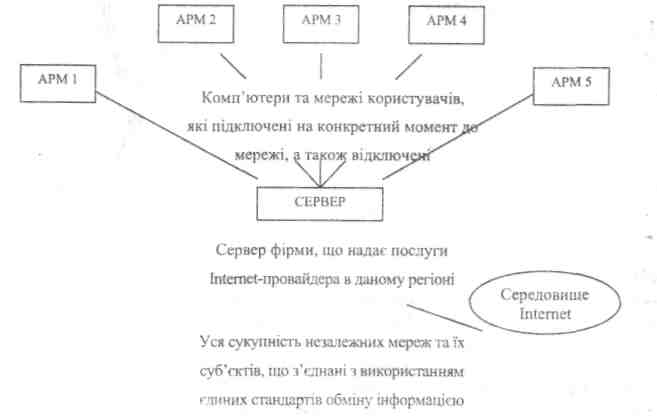 АРМ 2
АРМ 3
АРМ 4
АРМ 1
АРМ 5
Комп’ютери та мережі користувачів,
які підключені на конкретний момент до
мережі, а також відключені
СЕРВЕР
Сервер фірми, що надає послуги
Internet-провайдера в даному регіоні
Середовище
Internet
Уся сукупність незалежних мереж та їх
суб’єктів, що з’єднані з використанням
єдиних стандартів обміну інформацією